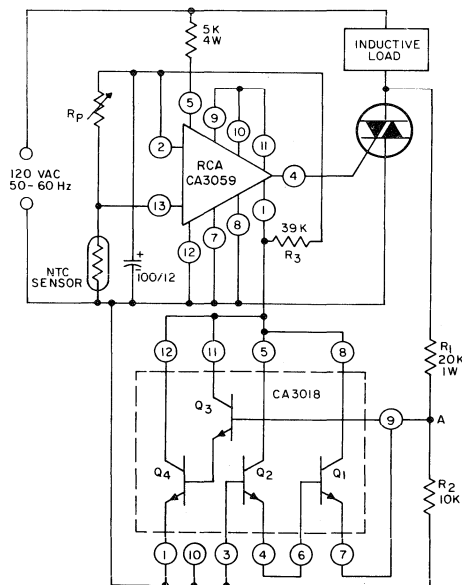 5K
4W
INDUCTIVE
LOAD
RP
5
9
10
11
2
RCA
CA3059
4
120 VAC
50-60 Hz
13
1
39K
R3
12
7
8
NTC
SENSOR
+
-
100/12
12
11
5
8
R1
20K
1W
CA3018
Q3
9
A
Q4
Q2
Q1
R2
10K
1
10
3
4
6
7